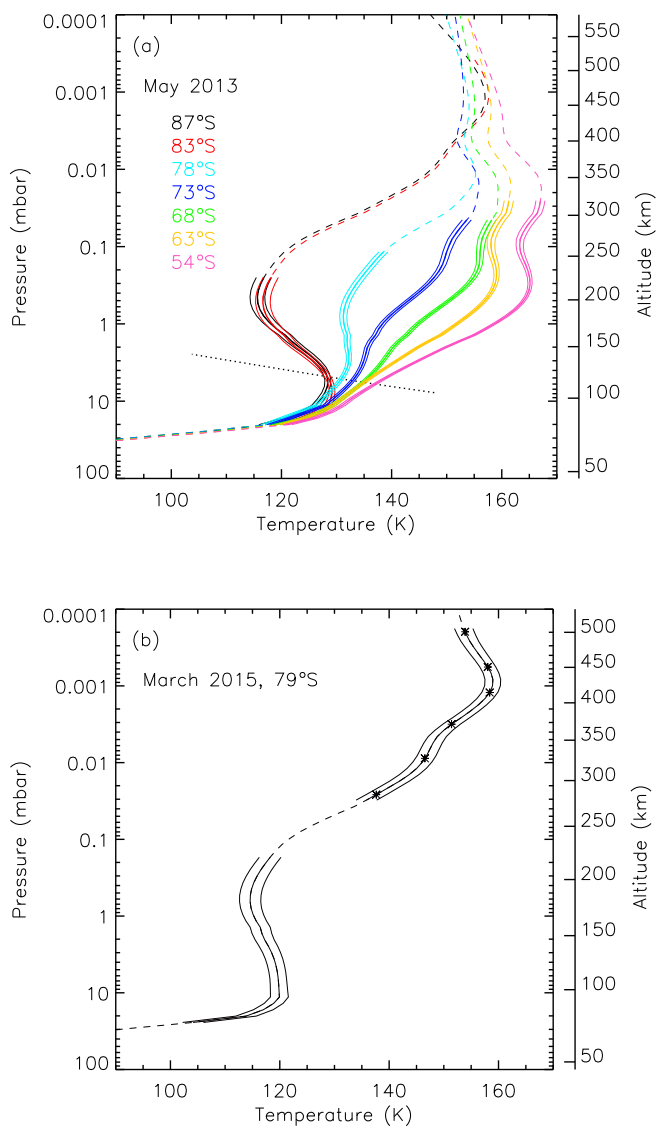 (a)
May 2013
87°S
83°S
78°S
73°S
68°S
63°S
54°S
0.0001
0.001
0.01
0.1
1
10
100
Pressure (mbar)
100
120
140
160
Temperature (K)
550
500
450
400
350
300
250
200
150
100
50
Altitude (km)
(b)
March 2015, 79°S
0.0001
0.001
0.01
0.1
1
10
100
Pressure (mbar)
100
120
140
160
Temperature (K)
500
450
400
350
300
250
200
150
100
50
Altitude (km)